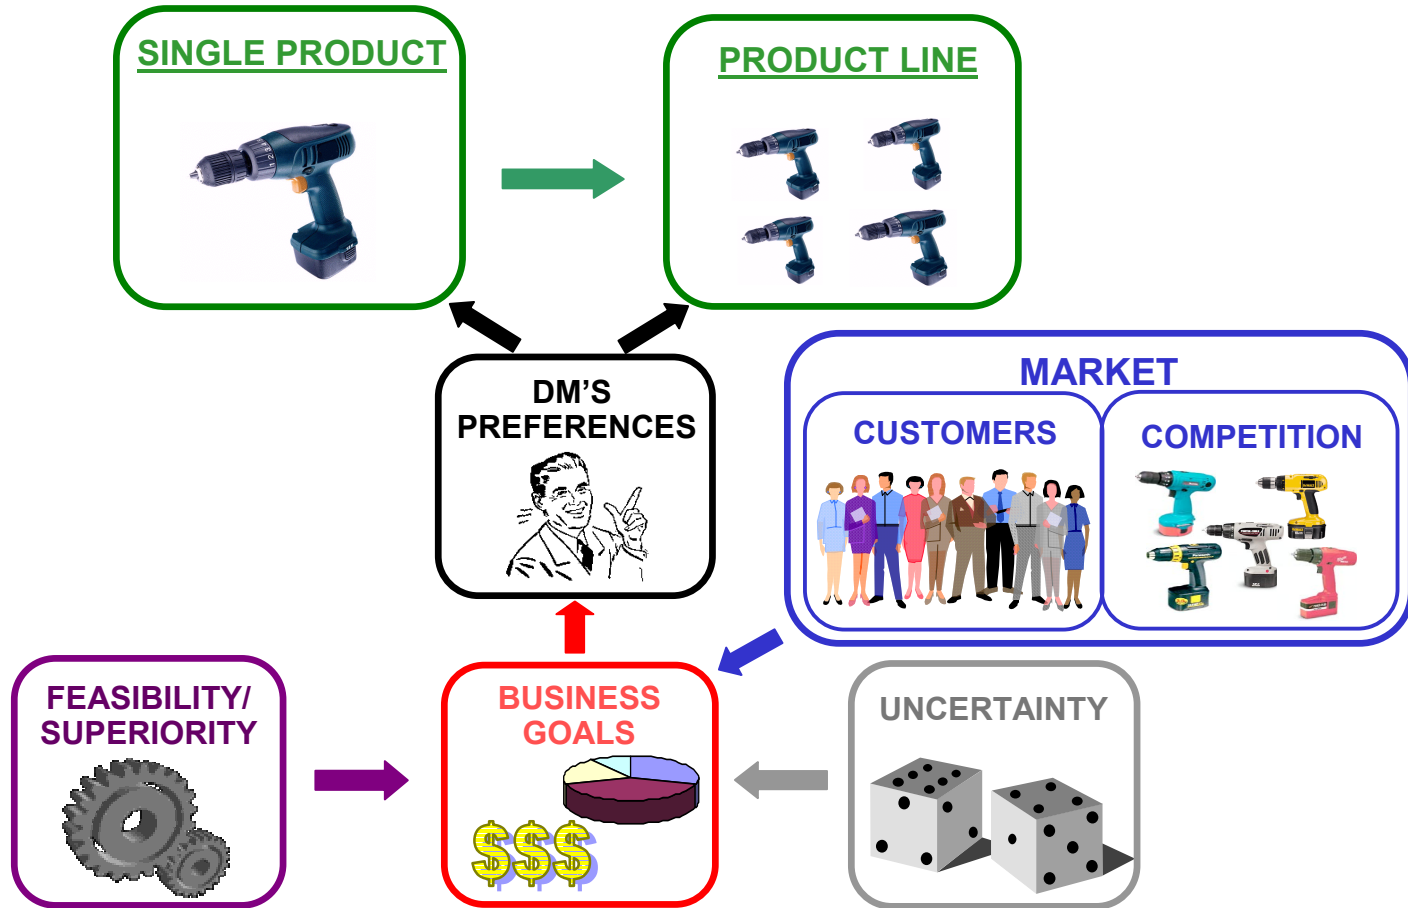 SINGLE PRODUCT
PRODUCT LINE
DM'S
PREFERENCES
MARKET
CUSTOMERS
COMPETITION
FEASIBILITY/
SUPERIORITY
BUSINESS
GOALS
UNCERTAINTY
$$$